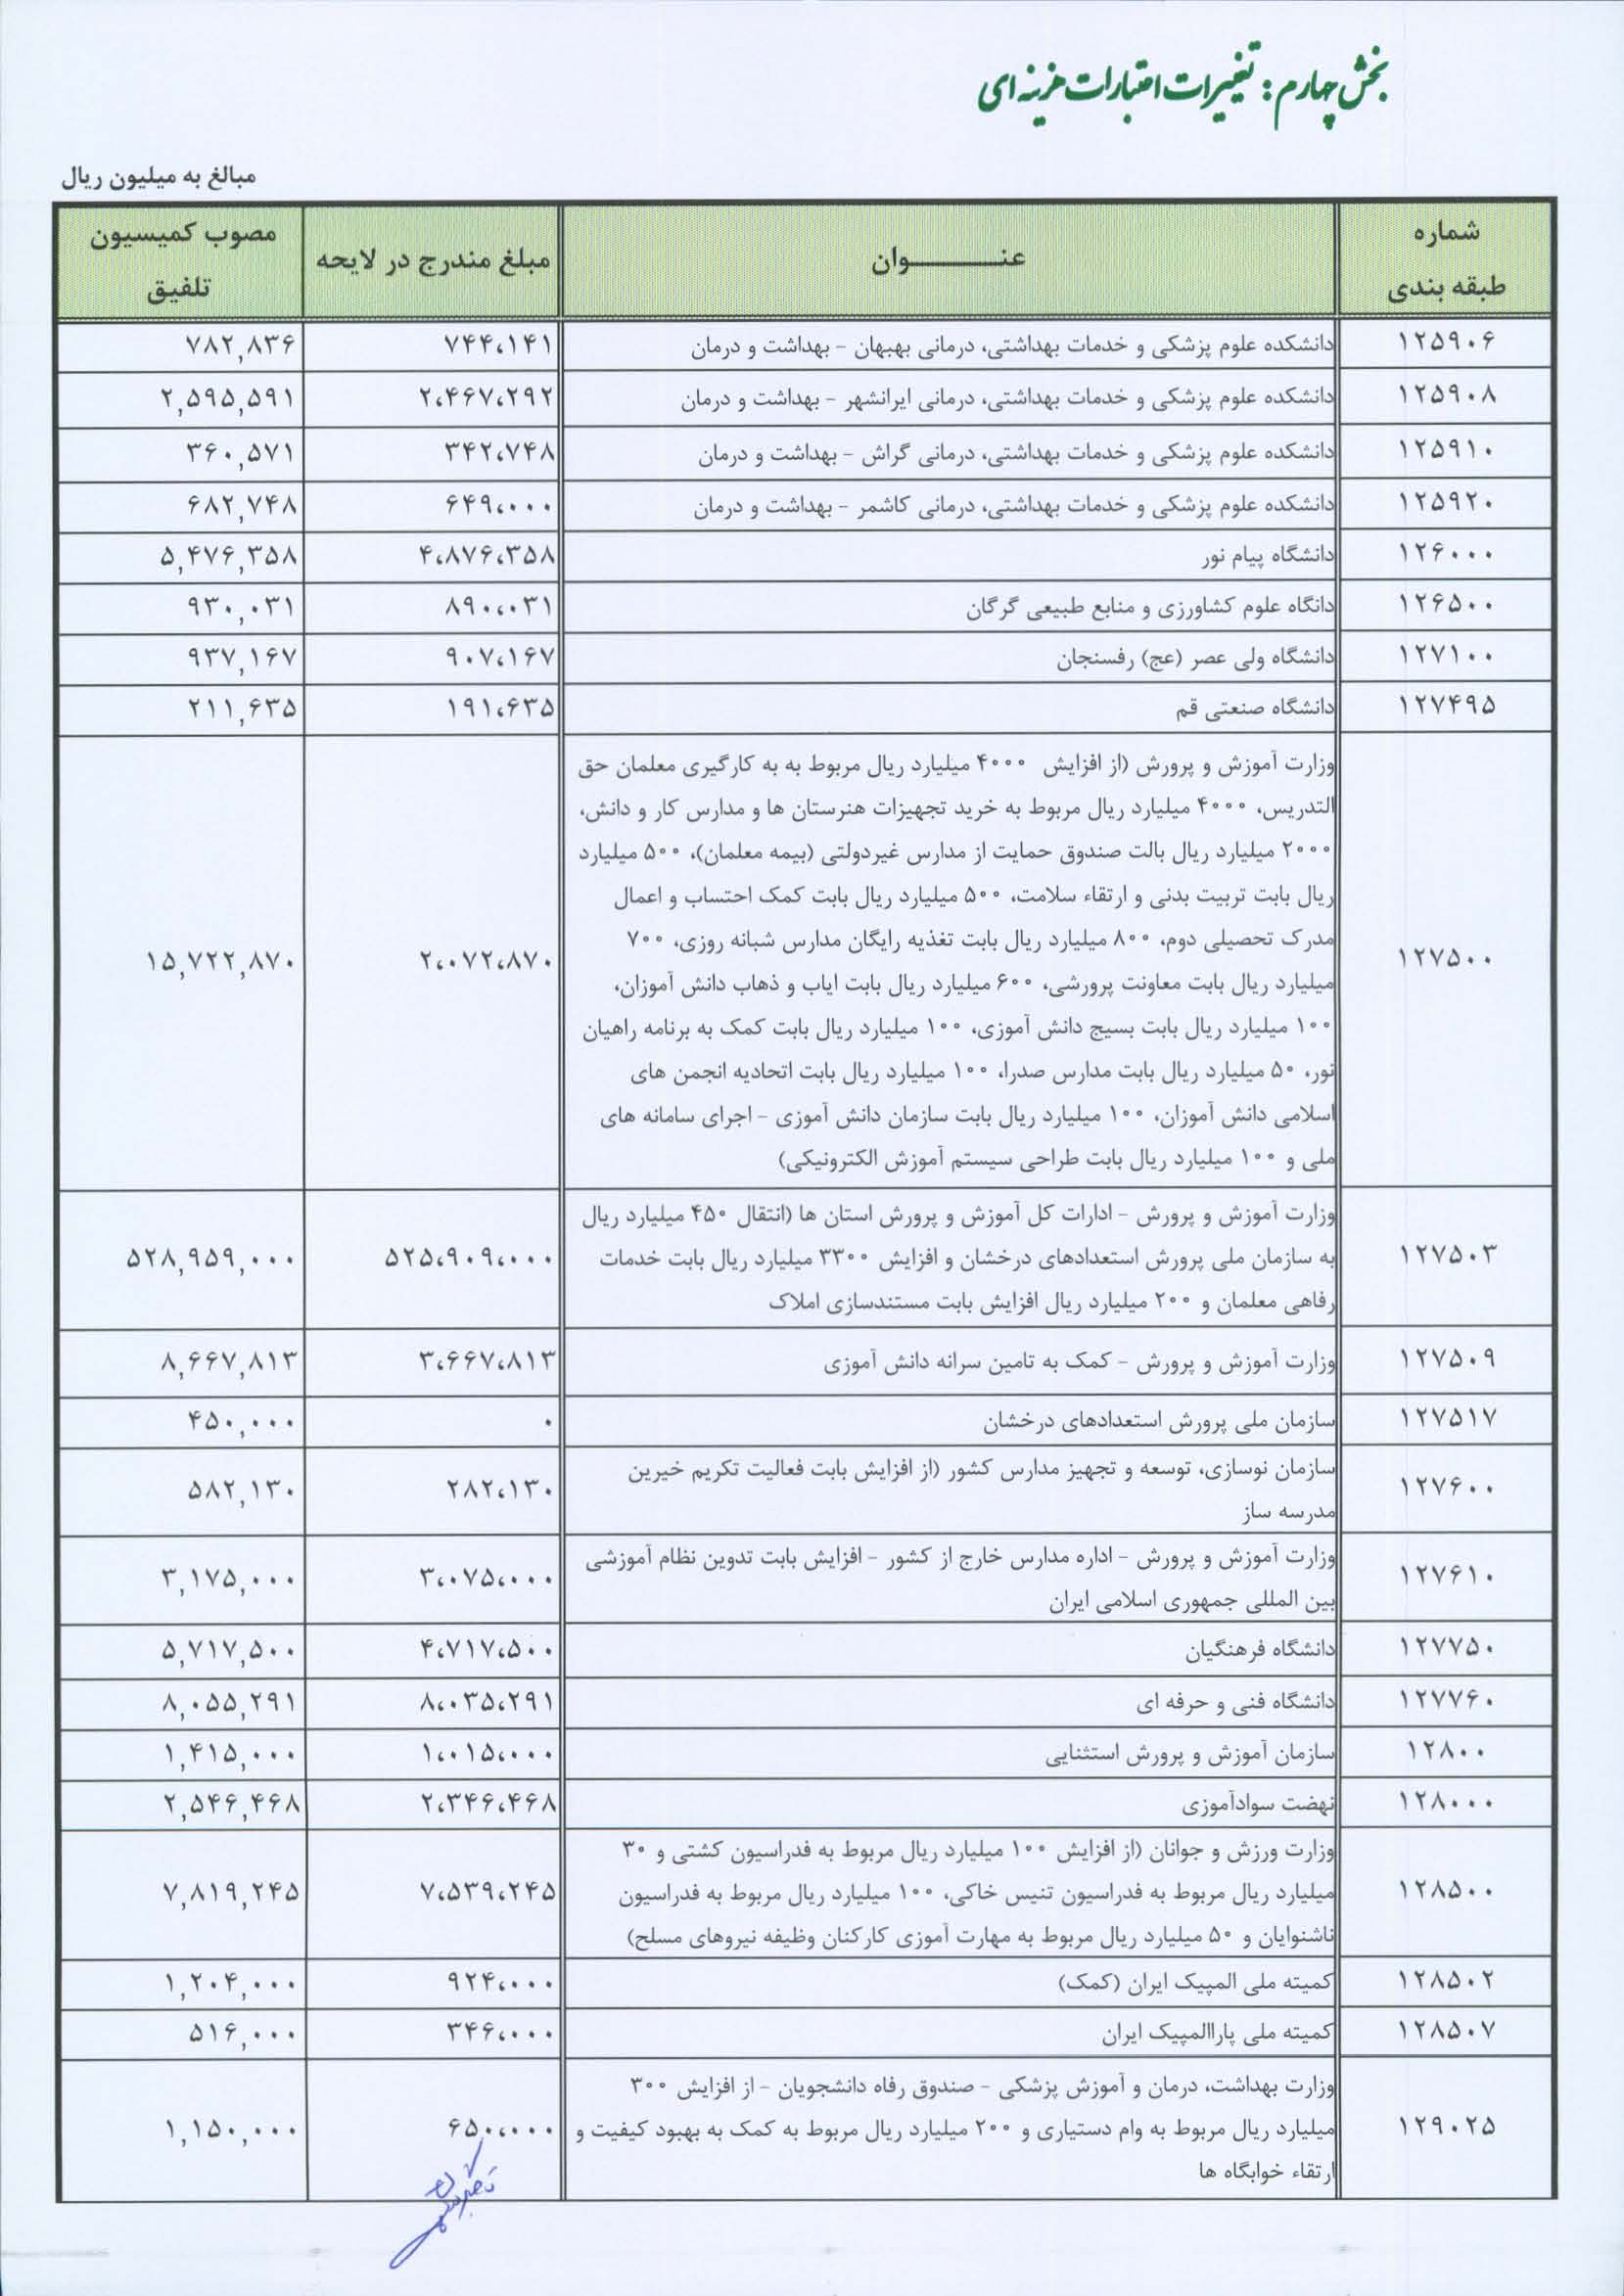 بخش چهارم: تغییرات اعتبارات هزینه ای
مبالغ به میلیون ریال
شماره طبقه بندی	عنـــــــوان	مبلغ مندرج در لایحه	مصوب کمیسیون تلفیق
۱۲۵۹۰۶	دانشکده علوم پزشکی و خدمات بهداشتی، درمانی بهبهان - بهداشت و درمان	۷۴۴،۱۴۱	۷۸۲,۸۳۶
۱۲۵۹۰۸	دانشکده علوم پزشکی و خدمات بهداشتی، درمانی ایرانشهر - بهداشت و درمان	۲،۴۶۷،۲۹۲	۲,۵۹۵,۵۹۱
۱۲۵۹۱۰	دانشکده علوم پزشکی و خدمات بهداشتی، درمانی گراش - بهداشت و درمان	۳۴۲،۷۴۸	۳۶۰,۵۷۱
۱۲۵۹۲۰	دانشکده علوم پزشکی و خدمات بهداشتی، درمانی کاشمر - بهداشت و درمان	۶۴۹،۰۰۰	۶۸۲,۷۴۸
۱۲۶۰۰۰	دانشگاه پیام نور	۴،۸۷۶،۳۵۸	۵,۴۷۶,۳۵۸
۱۲۶۵۰۰	دانگاه علوم کشاورزی و منابع طبیعی گرگان	۸۹۰،۰۳۱	۹۳۰,۰۳۱
۱۲۷۱۰۰	دانشگاه ولی عصر (عج) رفسنجان	۹۰۷،۱۶۷	۹۳۷,۱۶۷
۱۲۷۴۹۵	دانشگاه صنعتی قم	۱۹۱،۶۳۵	۲۱۱,۶۳۵
وزارت آموزش و پرورش (از افزایش ۴۰۰۰ میلیارد ریال مربوط به به کارگیری معلمان حق
التدریس، ۴۰۰۰ میلیارد ریال مربوط به خرید تجهیزات هنرستان ها و مدارس کار و دانش،
۲۰۰۰ میلیارد ریال بالت صندوق حمایت از مدارس غیردولتی (بیمه معلمان)، ۵۰۰ میلیارد
ریال بابت تربیت بدنی و ارتقاء سلامت، ۵۰۰ میلیارد ریال بابت کمک احتساب و اعمال
مدرک تحصیلی دوم، ۸۰۰ میلیارد ریال بابت تغذیه رایگان مدارس شبانه روزی، ۷۰۰
۱۲۷۵۰۰	میلیارد ریال بابت معاونت پرورشی، ۶۰۰ میلیارد ریال بابت ایاب و ذهاب دانش آموزان،	۲،۰۷۲،۸۷۰	۱۵,۷۲۲,۸۷۰
۱۰۰ میلیارد ریال بابت بسیج دانش آموزی، ۱۰۰ میلیارد ریال بابت کمک به برنامه راهیان
نور، ۵۰ میلیارد ریال بابت مدارس صدرا، ۱۰۰ میلیارد ریال بابت اتحادیه انجمن های
اسلامی دانش آموزان، ۱۰۰ میلیارد ریال بابت سازمان دانش آموزی - اجرای سامانه های
ملی و ۱۰۰ میلیارد ریال بابت طراحی سیستم آموزش الکترونیکی)
وزارت آموزش و پرورش - ادارات کل آموزش و پرورش استان ها (انتقال ۴۵۰ میلیارد ریال
۱۲۷۵۰۳	به سازمان ملی پرورش استعدادهای درخشان و افزایش ۳۳۰۰ میلیارد ریال بابت خدمات	۵۲۵،۹۰۹،۰۰۰	۵۲۸,۹۵۹,۰۰۰
رفاهی معلمان و ۲۰۰ میلیارد ریال افزایش بابت مستندسازی املاک
۱۲۷۵۰۹	وزارت آموزش و پرورش - کمک به تامین سرانه دانش آموزی	۳،۶۶۷،۸۱۳	۸,۶۶۷,۸۱۳
۱۲۷۵۱۷	سازمان ملی پرورش استعدادهای درخشان	۰	۴۵۰,۰۰۰
۱۲۷۶۰۰	سازمان نوسازی، توسعه و تجهیز مدارس کشور (از افزایش بابت فعالیت تکریم خیرین	۲۸۲،۱۳۰	۵۸۲,۱۳۰
مدرسه ساز
۱۲۷۶۱۰	وزارت آموزش و پرورش - اداره مدارس خارج از کشور - افزایش بابت تدوین نظام آموزشی	۳،۰۷۵،۰۰۰	۳,۱۷۵,۰۰۰
بین المللی جمهوری اسلامی ایران
۱۲۷۷۵۰	دانشگاه فرهنگیان	۴،۷۱۷،۵۰۰	۵,۷۱۷,۵۰۰
۱۲۷۷۶۰	دانشگاه فنی و حرفه ای	۸،۰۳۵،۲۹۱	۸,۰۵۵,۲۹۱
۱۲۸۰۰	سازمان آموزش و پرورش استثنایی	۱،۰۱۵،۰۰۰	۱,۴۱۵,۰۰۰
۱۲۸۰۰۰	نهضت سوادآموزی	۲،۳۴۶،۴۶۸	۲,۵۴۶,۴۶۸
وزارت ورزش و جوانان (از افزایش ۱۰۰ میلیارد ریال مربوط به فدراسیون کشتی و ۳۰
۱۲۸۵۰۰	میلیارد ریال مربوط به فدراسیون تنیس خاکی، ۱۰۰ میلیارد ریال مربوط به فدراسیون	۷،۵۳۹،۲۴۵	۷,۸۱۹,۲۴۵
ناشنوایان و ۵۰ میلیارد ریال مربوط به مهارت آموزی کارکنان وظیفه نیروهای مسلح)
۱۲۸۵۰۲	کمیته ملی المپیک ایران (کمک)	۹۲۴،۰۰۰	۱,۲۰۴,۰۰۰
۱۲۸۵۰۷	کمیته ملی پاراالمپیک ایران	۳۴۶،۰۰۰	۵۱۶,۰۰۰
وزارت بهداشت، درمان و آموزش پزشکی - صندوق رفاه دانشجویان - از افزایش ۳۰۰
۱۲۹۰۲۵	میلیارد ریال مربوط به وام دستیاری و ۲۰۰ میلیارد ریال مربوط به کمک به بهبود کیفیت و	۶۵۰،۰۰۰	۱,۱۵۰,۰۰۰
ارتقاء خوابگاه ها